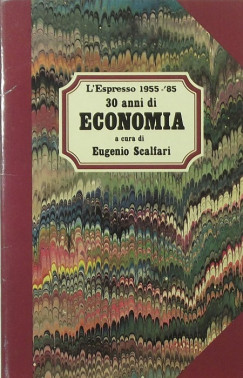 L'Espresso 1955-'85
30 anni di
ECONOMIA
a cura di
Eugenio Scalfari